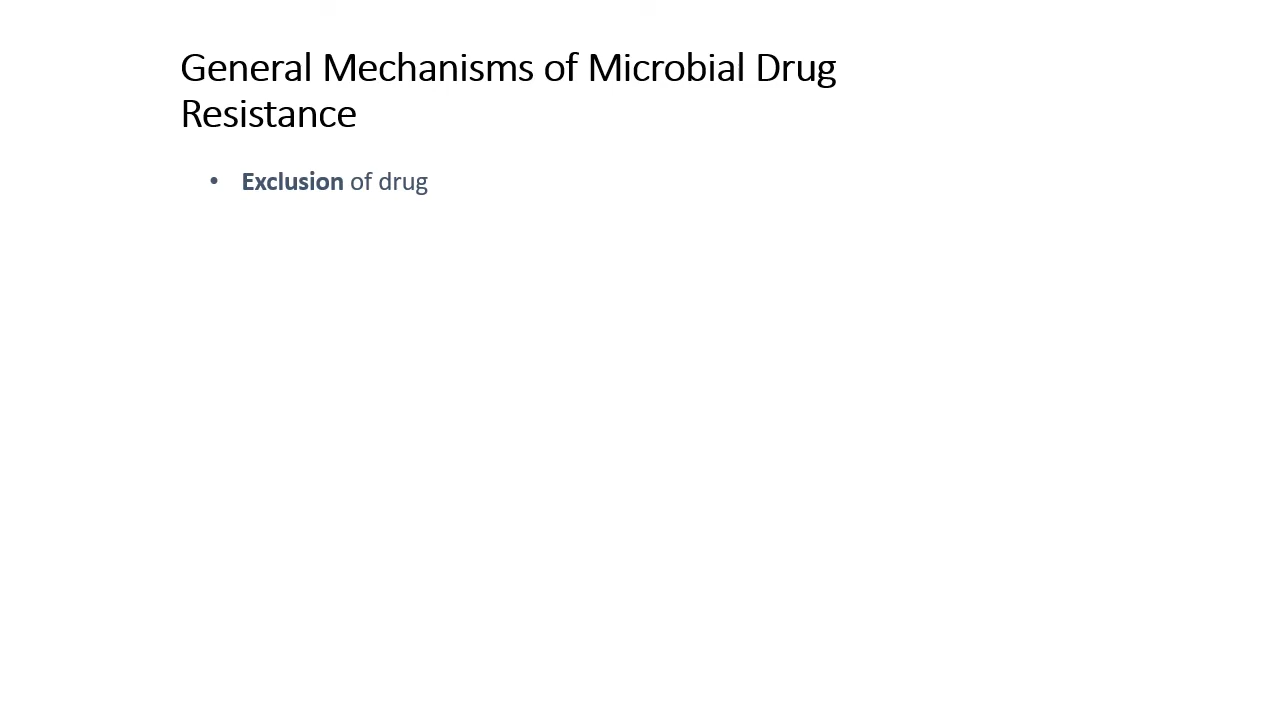 General Mechanisms of Microbial Drug
Resistance
• Exclusion of drug